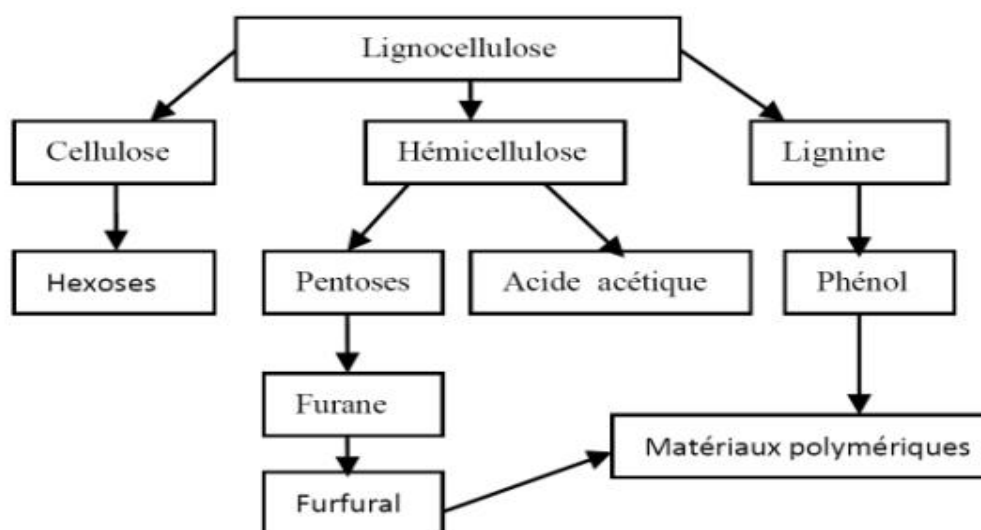 Lignocellulose
Cellulose
Hémicellulose
Lignine
Hexoses
Pentoses
Acide acétique
Phénol
Furane
Matériaux polymériques
Furfural